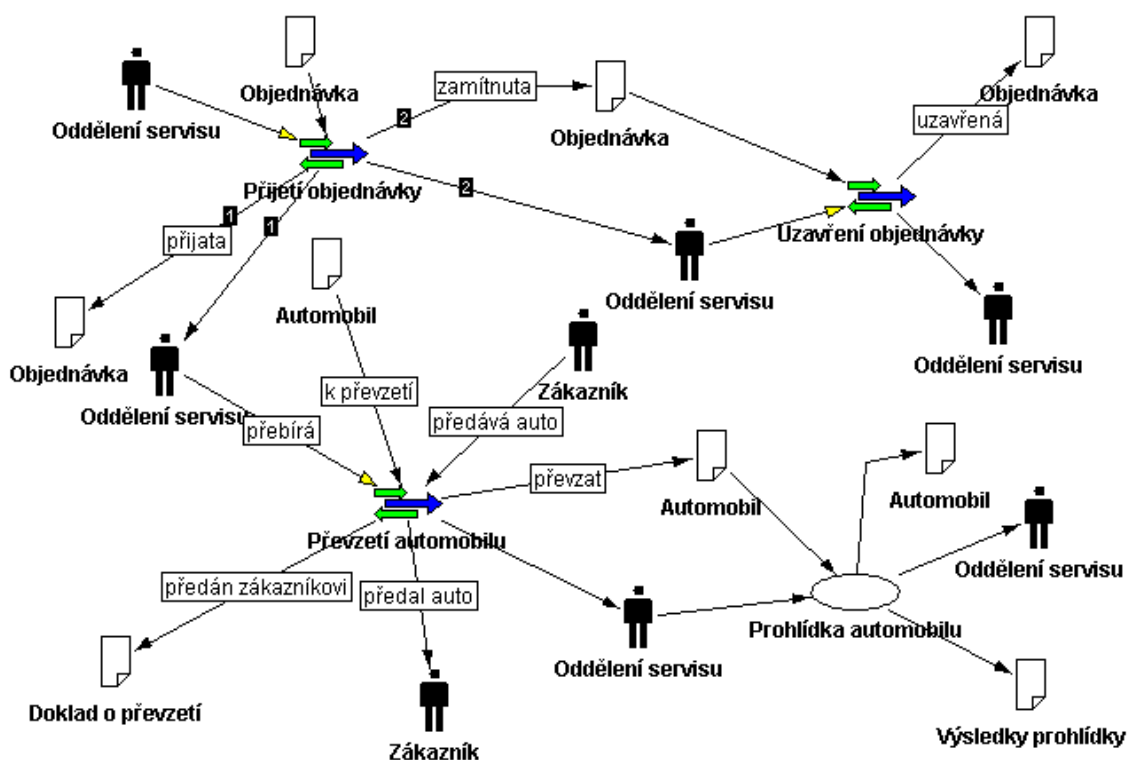 Oddělení servisu
Objednávka
zamítnuta
2
Objednávka
Objednávka
uzavřená
Přijetí objednávky
2
1
1
přijata
Uzavření objednávky
Oddělení servisu
Automobil
Objednávka
Oddělení servisu
Oddělení servisu
k převzetí
Zákazník
přebírá
předává auto
převzat
Automobil
Automobil
Převzetí automobilu
Oddělení servisu
předán zákazníkovi
předal auto
Prohlídka automobilu
Oddělení servisu
Doklad o převzetí
Zákazník
Výsledky prohlídky